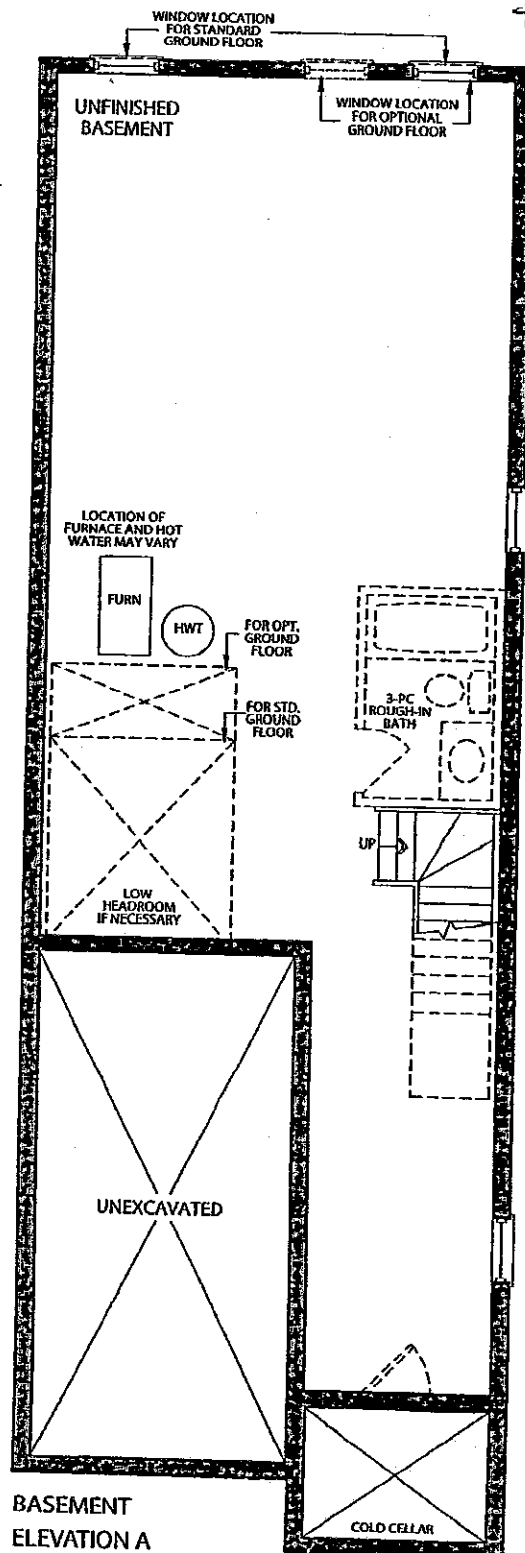 WINDOW LOCATION
FOR STANDARD
GROUND FLOOR
UNFINISHED
BASEMENT
WINDOW LOCATION
FOR OPTIONAL
GROUND FLOOR
LOCATION OF
FURNACE AND HOT
WATER MAY VARY
FURN
HWT
FOR OPT.
GROUND
FLOOR
FOR STD.
GROUND
FLOOR
3-PC
ROUGH-IN
BATH
UP
LOW
HEADROOM
IF NECESSARY
UNEXCAVATED
COLD CELLAR
BASEMENT
ELEVATION A